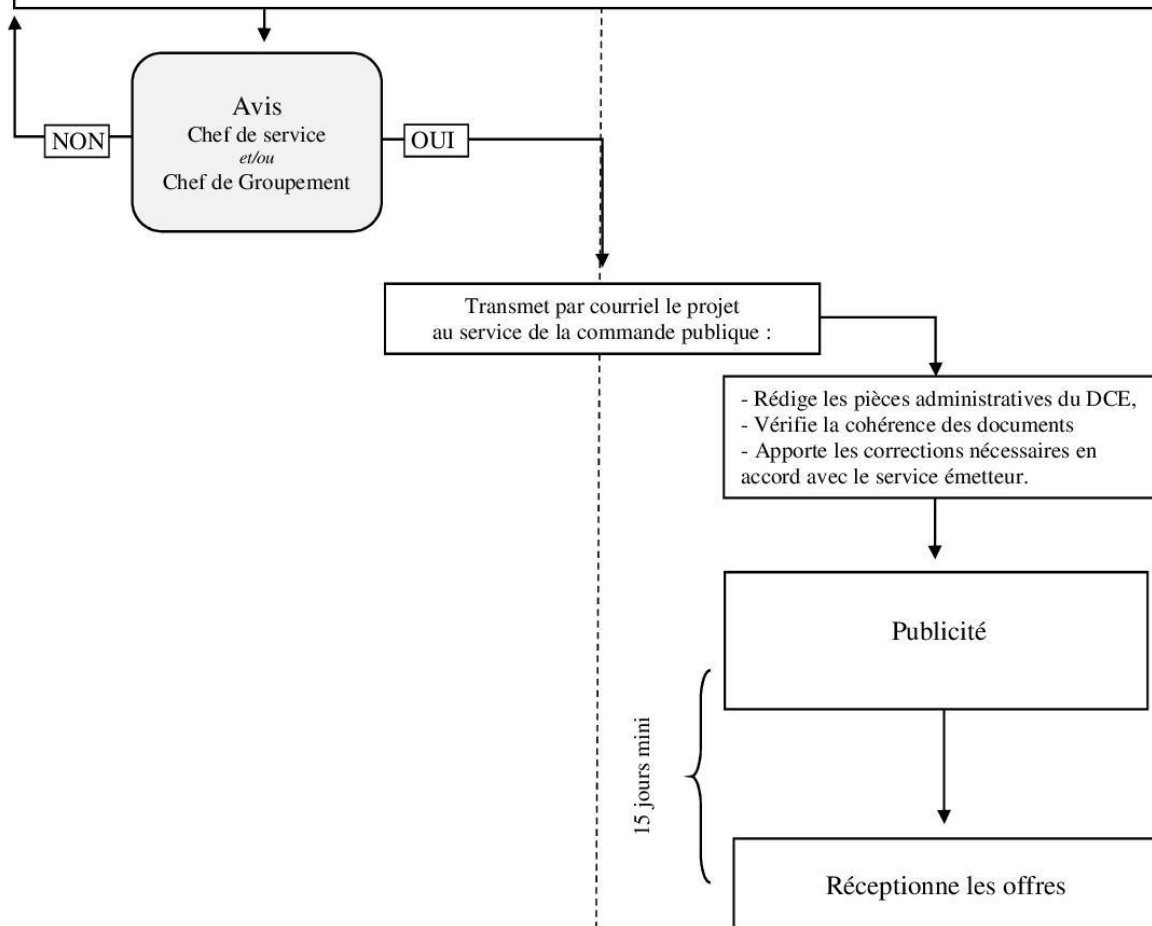 Avis
Chef de service
et/ou
Chef de Groupement
NON
OUI
Transmet par courriel le projet
au service de la commande publique :
- Rédige les pièces administratives du DCE,
- Vérifie la cohérence des documents
- Apporte les corrections nécessaires en
accord avec le service émetteur.
Publicité
15 jours mini
Réceptionne les offres